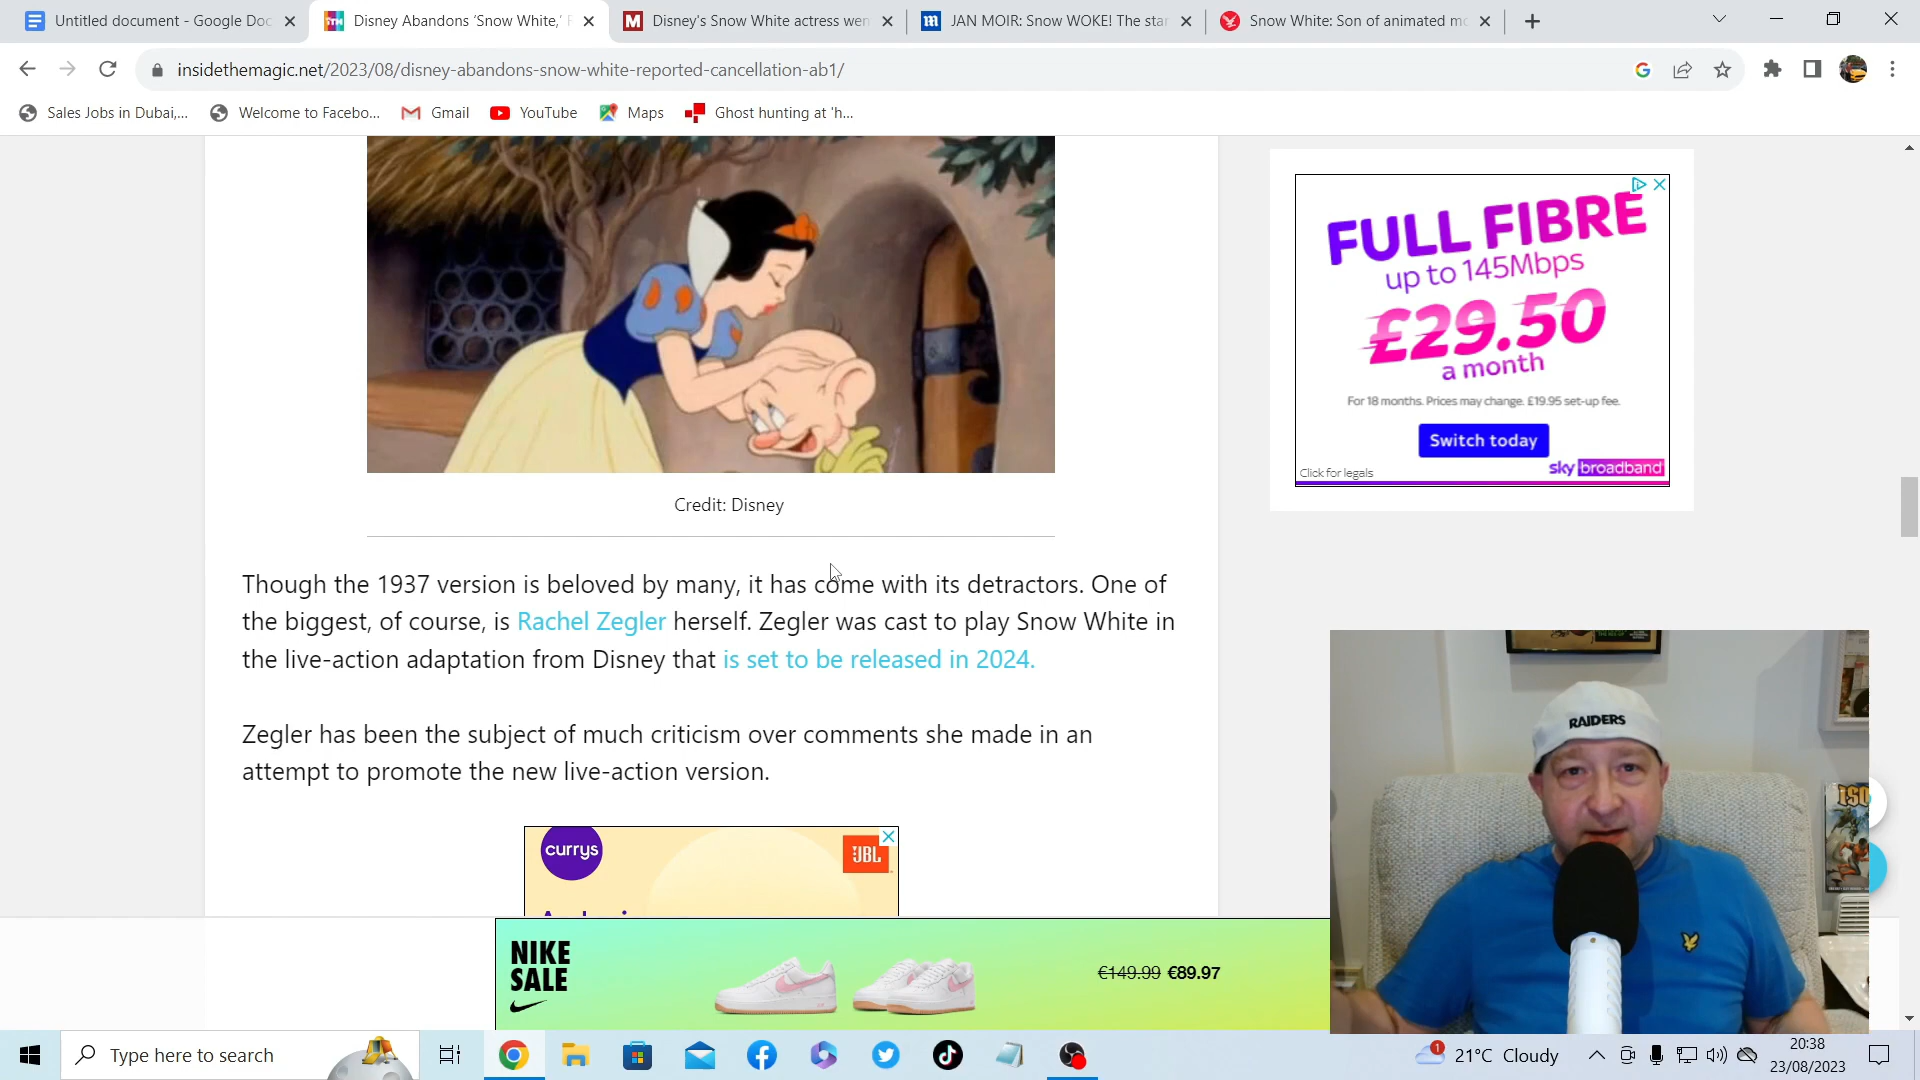 Untitled document - Google Doc
Disney Abandons 'Snow White,'
Disney's Snow White actress wen
JAN MOIR: Snow WOKE! The star
Snow White: Son of animated mo
insidethemagic.net/2023/08/disney-abandons-snow-white-reported-cancellation-ab1/
Sales Jobs in Dubai,...
Welcome to Facebo...
Gmail
YouTube
Maps
Ghost hunting at 'h...
FULL FIBRE
up to 145Mbps
£29.50
a month
For 18 months. Prices may change. £19.95 set-up fee.
Switch today
Click for legals
sky broadband
Credit: Disney
Though the 1937 version is beloved by many, it has come with its detractors. One of
the biggest, of course, is Rachel Zegler herself. Zegler was cast to play Snow White in
the live-action adaptation from Disney that is set to be released in 2024.
Zegler has been the subject of much criticism over comments she made in an
attempt to promote the new live-action version.
currys
JBL
NIKE
SALE
€149.99 €89.97
RAIDERS
Type here to search
1
21°C Cloudy
20:38
23/08/2023